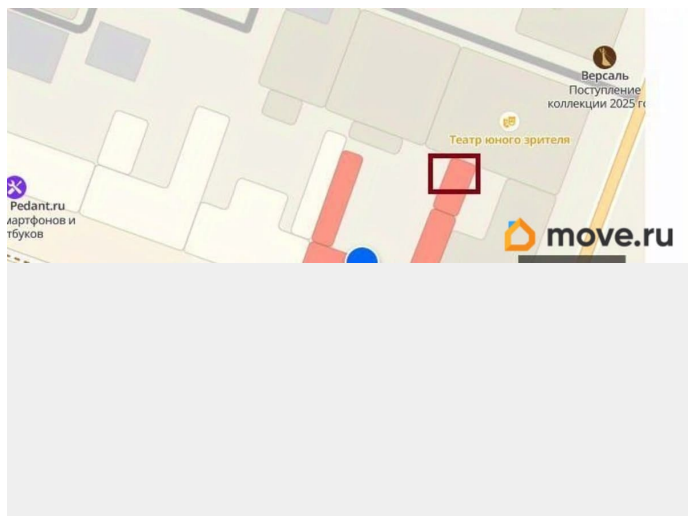 Версаль
Поступление
коллекции 2025 г
Театр юного зрителя
Pedant.ru
мартфонов и
тбуков
move.ru